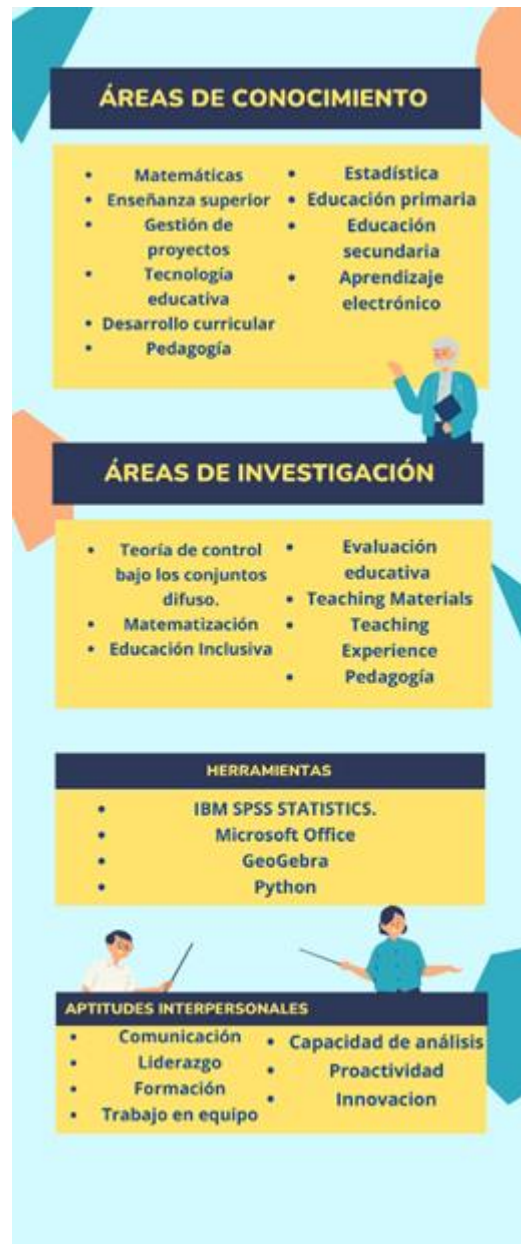 ÁREAS DE CONOCIMIENTO
• Matemáticas
• Enseñanza superior
• Gestión de
proyectos
• Tecnología
educativa
• Desarrollo curricular
• Pedagogía
• Estadística
• Educación primaria
• Educación
secundaria
• Aprendizaje
electrónico
ÁREAS DE INVESTIGACIÓN
• Teoría de control
bajo los conjuntos
difuso.
• Matematización
• Educación Inclusiva
• Evaluación
educativa
• Teaching Materials
• Teaching
Experience
• Pedagogía
HERRAMIENTAS
• IBM SPSS STATISTICS.
• Microsoft Office
• GeoGebra
• Python
APTITUDES INTERPERSONALES
• Comunicación
• Liderazgo
• Formación
• Trabajo en equipo
• Capacidad de análisis
• Proactividad
• Innovacion